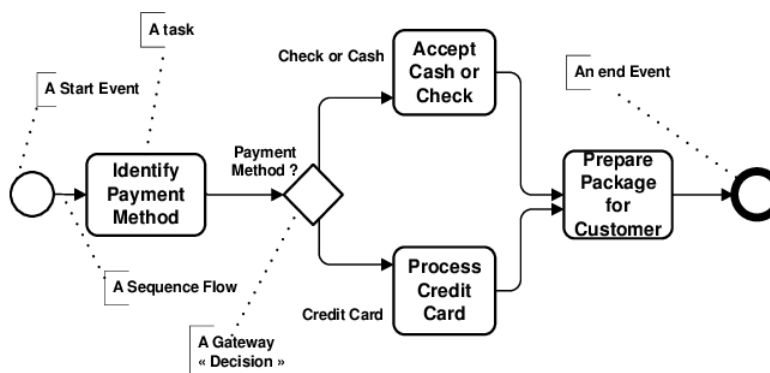 A task
A Start Event
Check or Cash
Accept
Cash or
Check
An end Event
Identify
Payment
Method
Payment
Method ?
Prepare
Package
for
Customer
A Sequence Flow
Process
Credit
Card
Credit Card
A Gateway
« Decision »